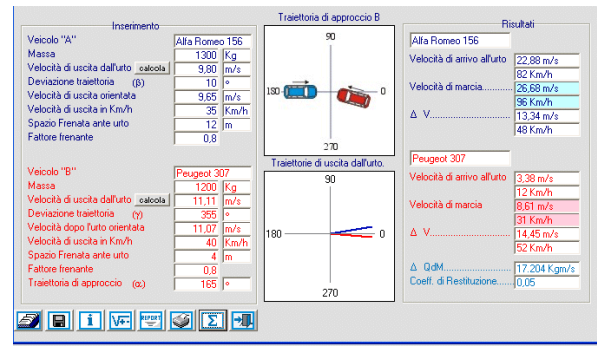 Inserimento
Veicolo "A" Alfa Romeo 156
Massa 1300 Kg
Velocità di uscita dall'urto calcola 9,80 m/s
Deviazione traiettoria (β) 10 °
Velocità di uscita orientata 9,65 m/s
Velocità di uscita in Km/h 35 Km/h
Spazio Frenata ante urto 12 m
Fattore frenante 0,8
Veicolo "B" Peugeot 307
Massa 1200 Kg
Velocità di uscita dall'urto calcola 11,11 m/s
Deviazione traiettoria (γ) 355 °
Velocità dopo l'urto orientata 11,07 m/s
Velocità di uscita in Km/h 40 Km/h
Spazio Frenata ante urto 4 m
Fattore frenante 0,8
Traiettoria di approccio (α) 165 °
Traiettoria di approccio B
90
180 0
270
Traiettorie di uscita dall'urto.
90
180 0
270
Risultati
Alfa Romeo 156
Velocità di arrivo all'urto 22,88 m/s
82 Km/h
Velocità di marcia......... 26,68 m/s
96 Km/h
Δ V........................ 13,34 m/s
48 Km/h
Peugeot 307
Velocità di arrivo all'urto 3,38 m/s
12 Km/h
Velocità di marcia 8,61 m/s
31 Km/h
Δ V........................ 14,45 m/s
52 Km/h
Δ QdM...................... 17.204 Kgm/s
Coeff. di Restituzione...... 0,05
i √+- REPORT Σ